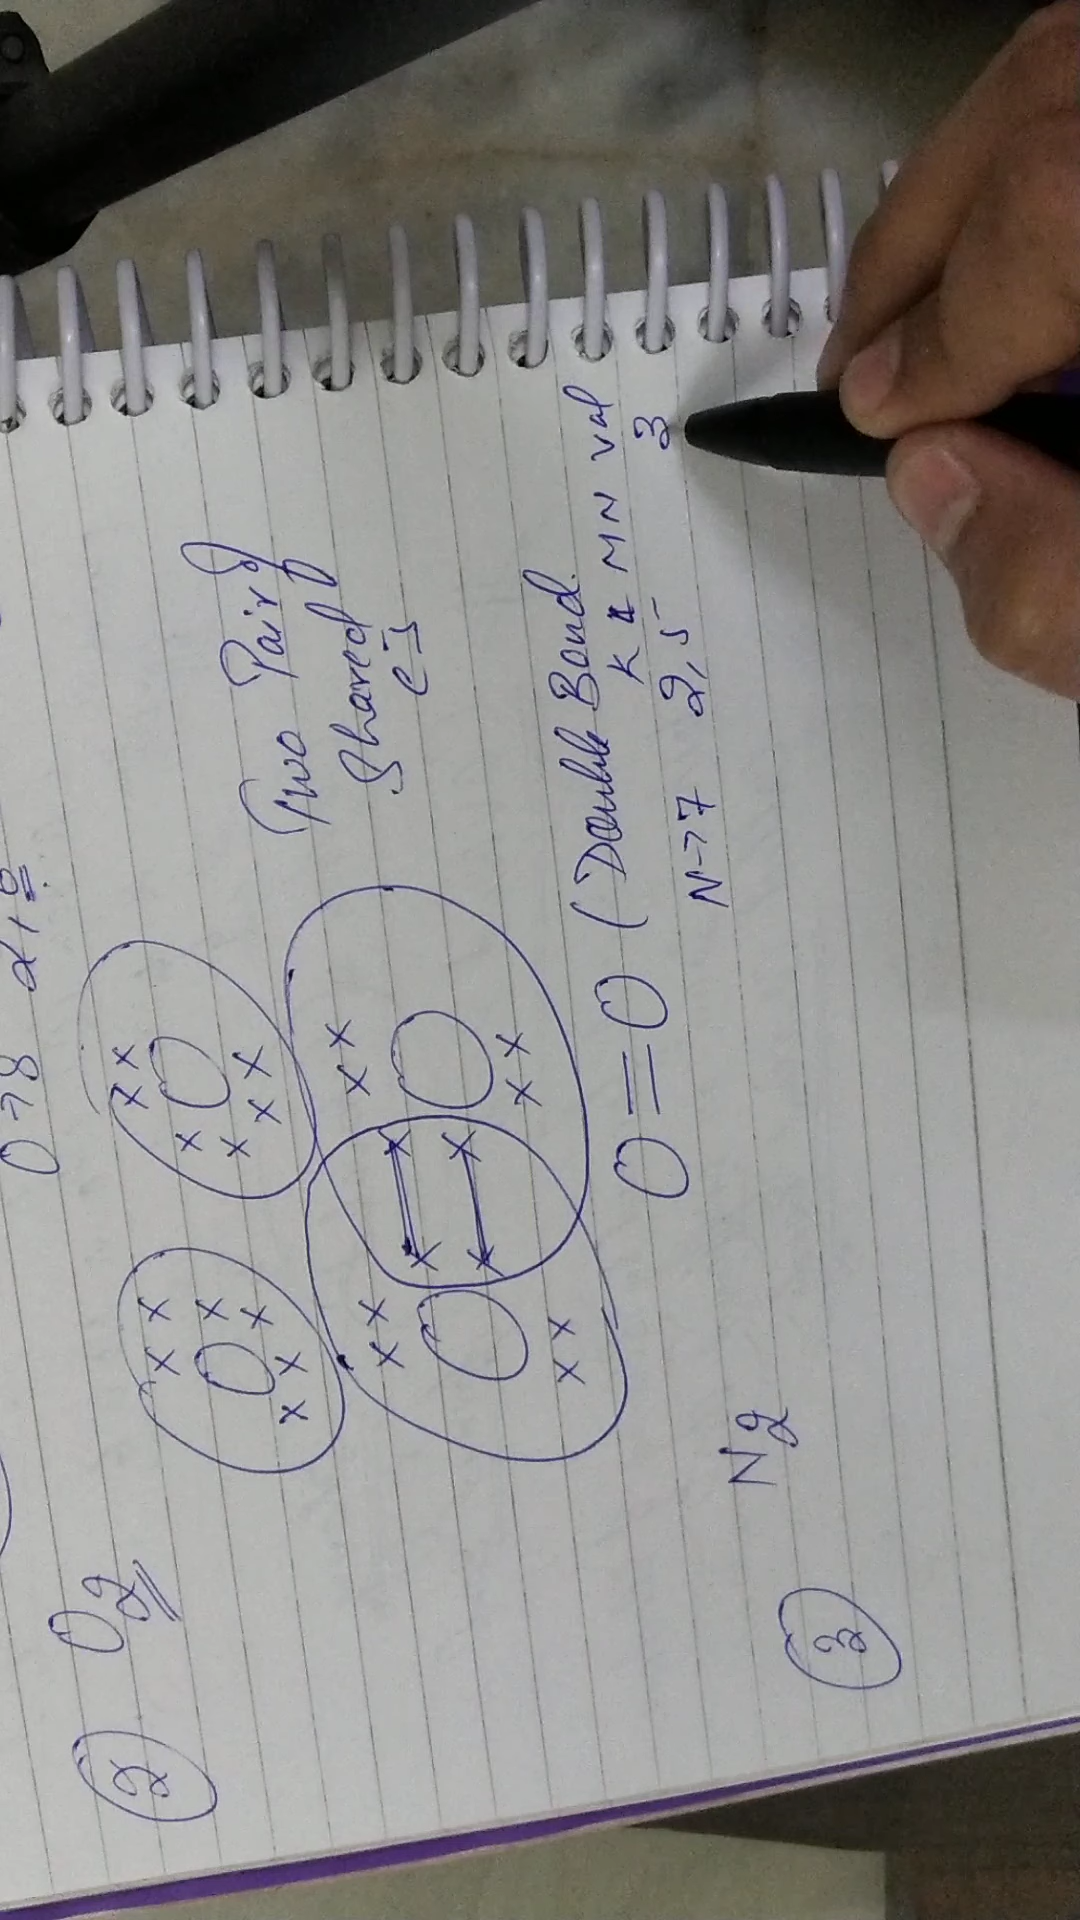 O→8 2,6
② O2
x x
O
x x
x x
x x
O
x x
x x
Two Pair of
Shared
e-s
x x
O
x x
x x
x x
O
x x
x x
O=O (Double Bond.
K L M N Val
③ N2
N→7 2,5 3